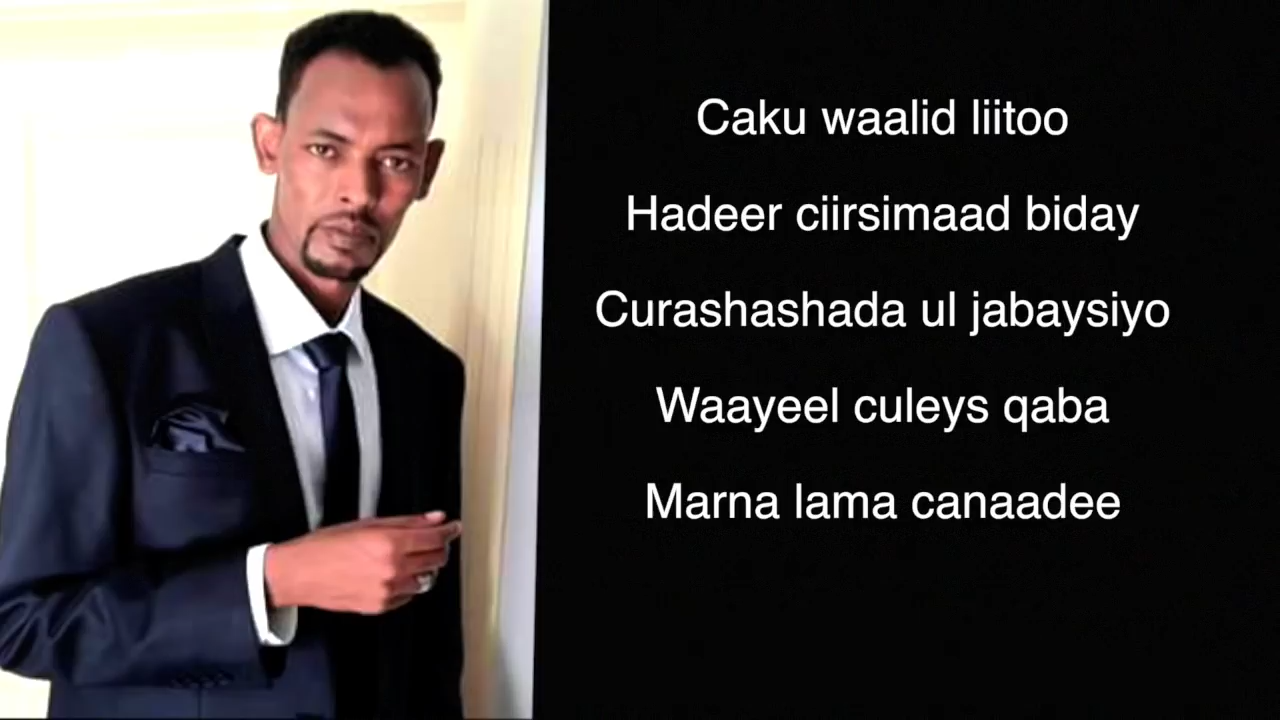 Caku waalid liitoo
Hadeer ciirsimaad biday
Curashashada ul jabaysiyo
Waayeel culeys qaba
Marna lama canaadee